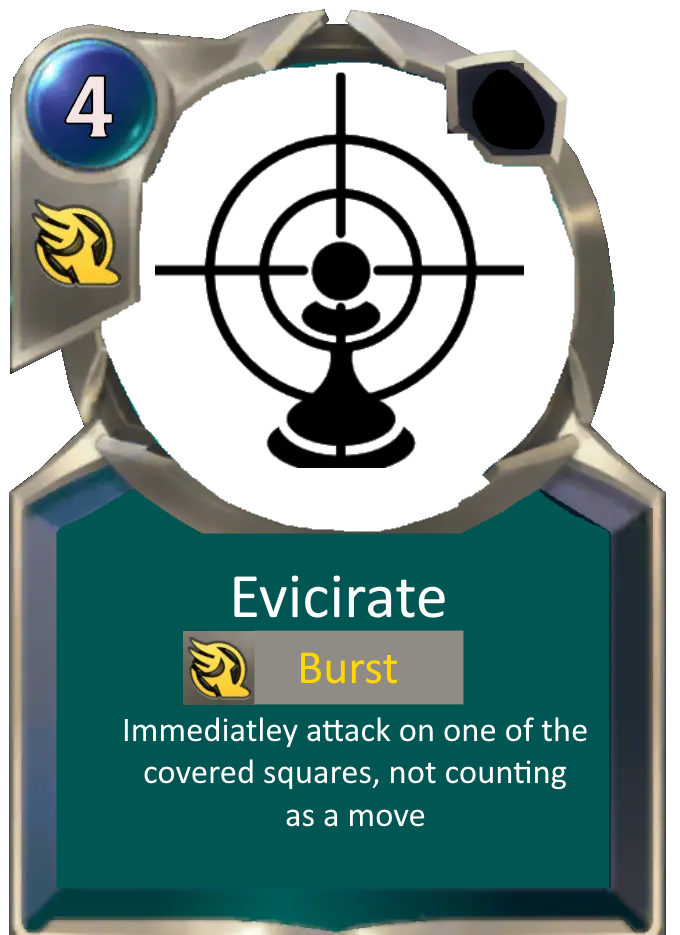 4
Evicirate
Burst
Immediatley attack on one of the
covered squares, not counting
as a move